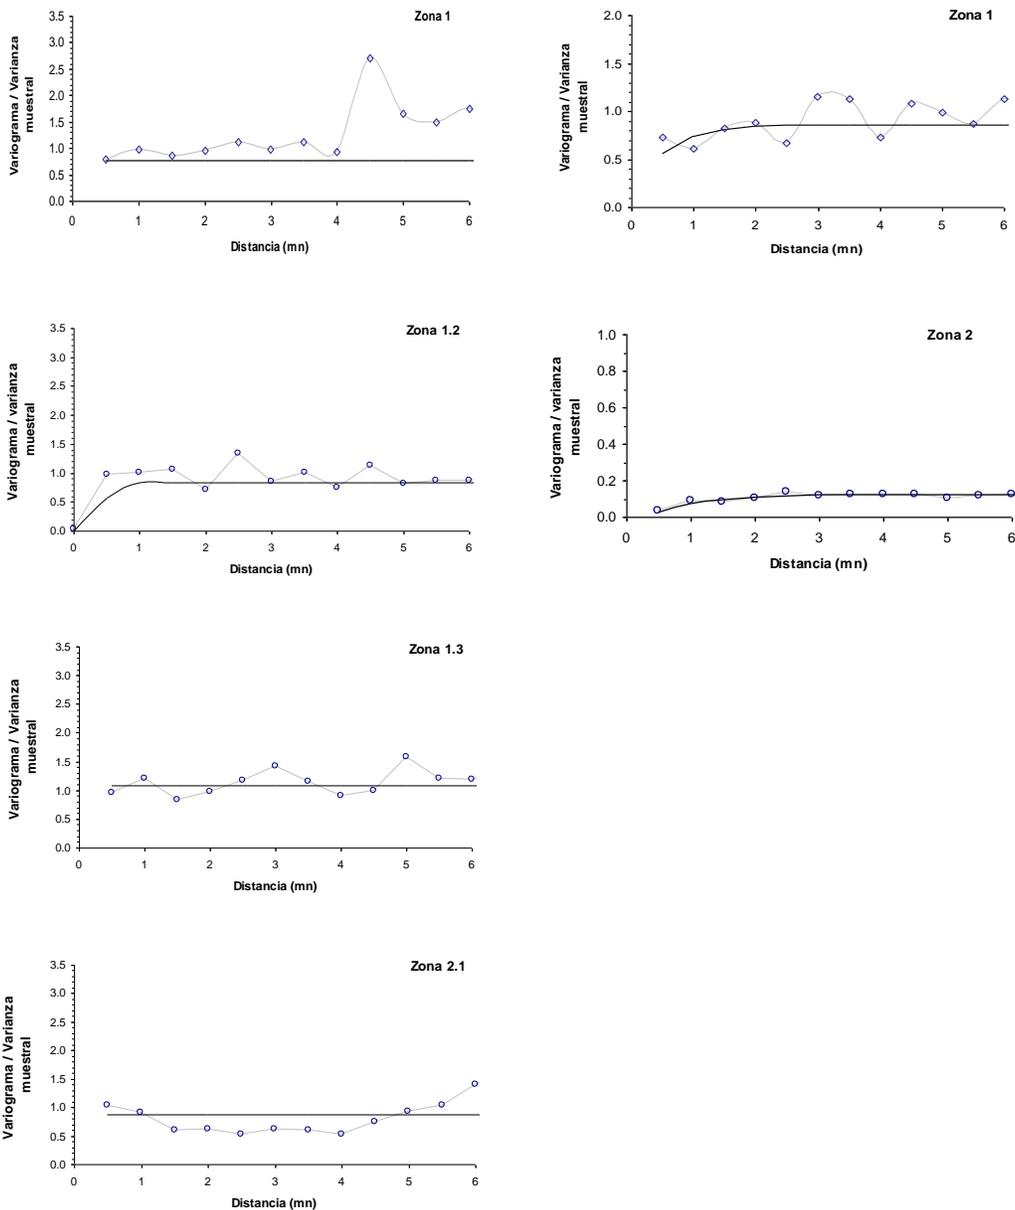 Zona 1
Variograma / Varianza
muestral
3.5
3.0
2.5
2.0
1.5
1.0
0.5
0.0
0 1 2 3 4 5 6
Distancia (mn)
Zona 1
Variograma / Varianza
muestral
2.0
1.5
1.0
0.5
0.0
0 1 2 3 4 5 6
Distancia (mn)
Zona 1.2
Variograma / varianza
muestral
3.5
3.0
2.5
2.0
1.5
1.0
0.5
0.0
0 1 2 3 4 5 6
Distancia (mn)
Zona 2
Variograma / varianza
muestral
1.0
0.8
0.6
0.4
0.2
0.0
0 1 2 3 4 5 6
Distancia (mn)
Zona 1.3
Variograma / Varianza
muestral
3.5
3.0
2.5
2.0
1.5
1.0
0.5
0.0
0 1 2 3 4 5 6
Distancia (mn)
Zona 2.1
Variograma / Varianza
muestral
3.5
3.0
2.5
2.0
1.5
1.0
0.5
0.0
0 1 2 3 4 5 6
Distancia (mn)